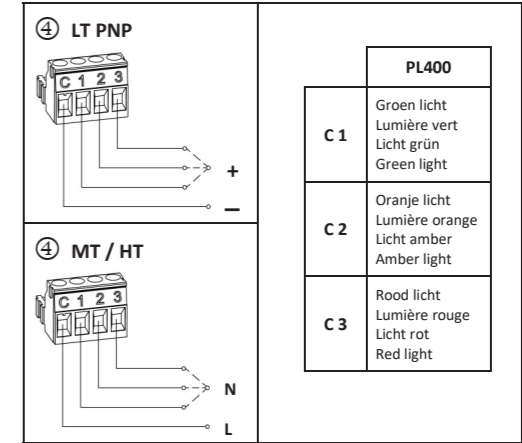 ④ LT PNP
C 1 2 3
+
–
④ MT / HT
C 1 2 3
N
L
PL400
C 1
Groen licht
Lumière vert
Licht grün
Green light
C 2
Oranje licht
Lumière orange
Licht amber
Amber light
C 3
Rood licht
Lumière rouge
Licht rot
Red light